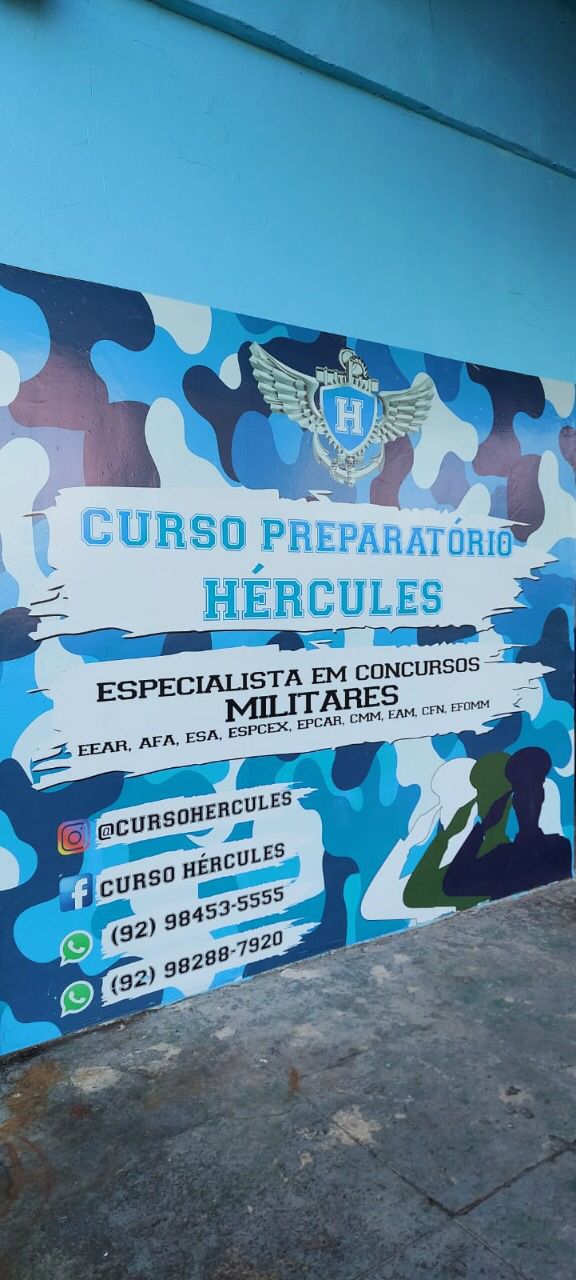 H
CURSO PREPARATÓRIO
HÉRCULES
ESPECIALISTA EM CONCURSOS
MILITARES
EEAR, AFA, ESA, ESPCEX, EPCAR, CMM, EAM, CFN, EFOMM
@CURSOHERCULES
CURSO HÉRCULES
(92) 98453-5555
(92) 98288-7920